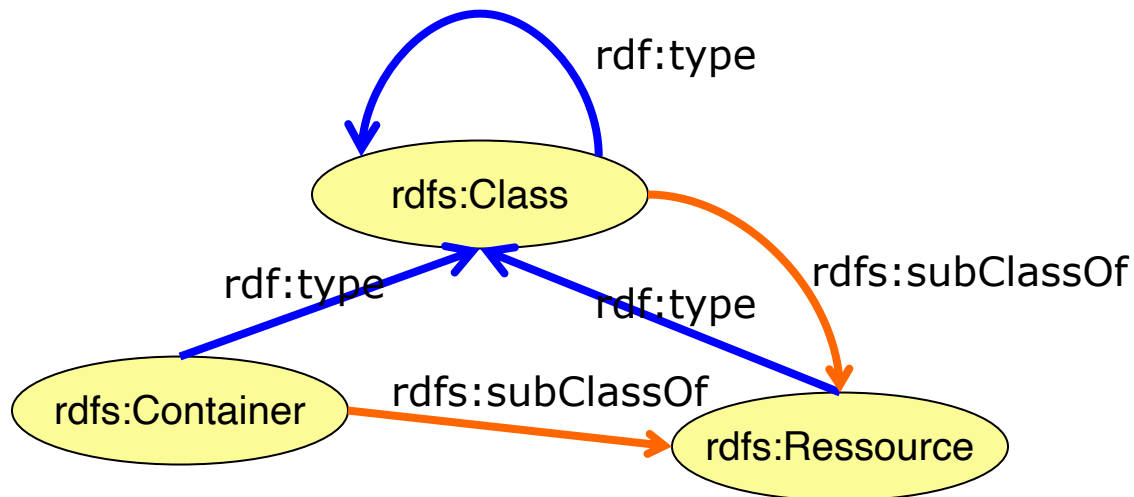 rdf:type
rdfs:Class
rdfs:subClassOf
rdf:type
rdf:type
rdfs:subClassOf
rdfs:Container
rdfs:Ressource